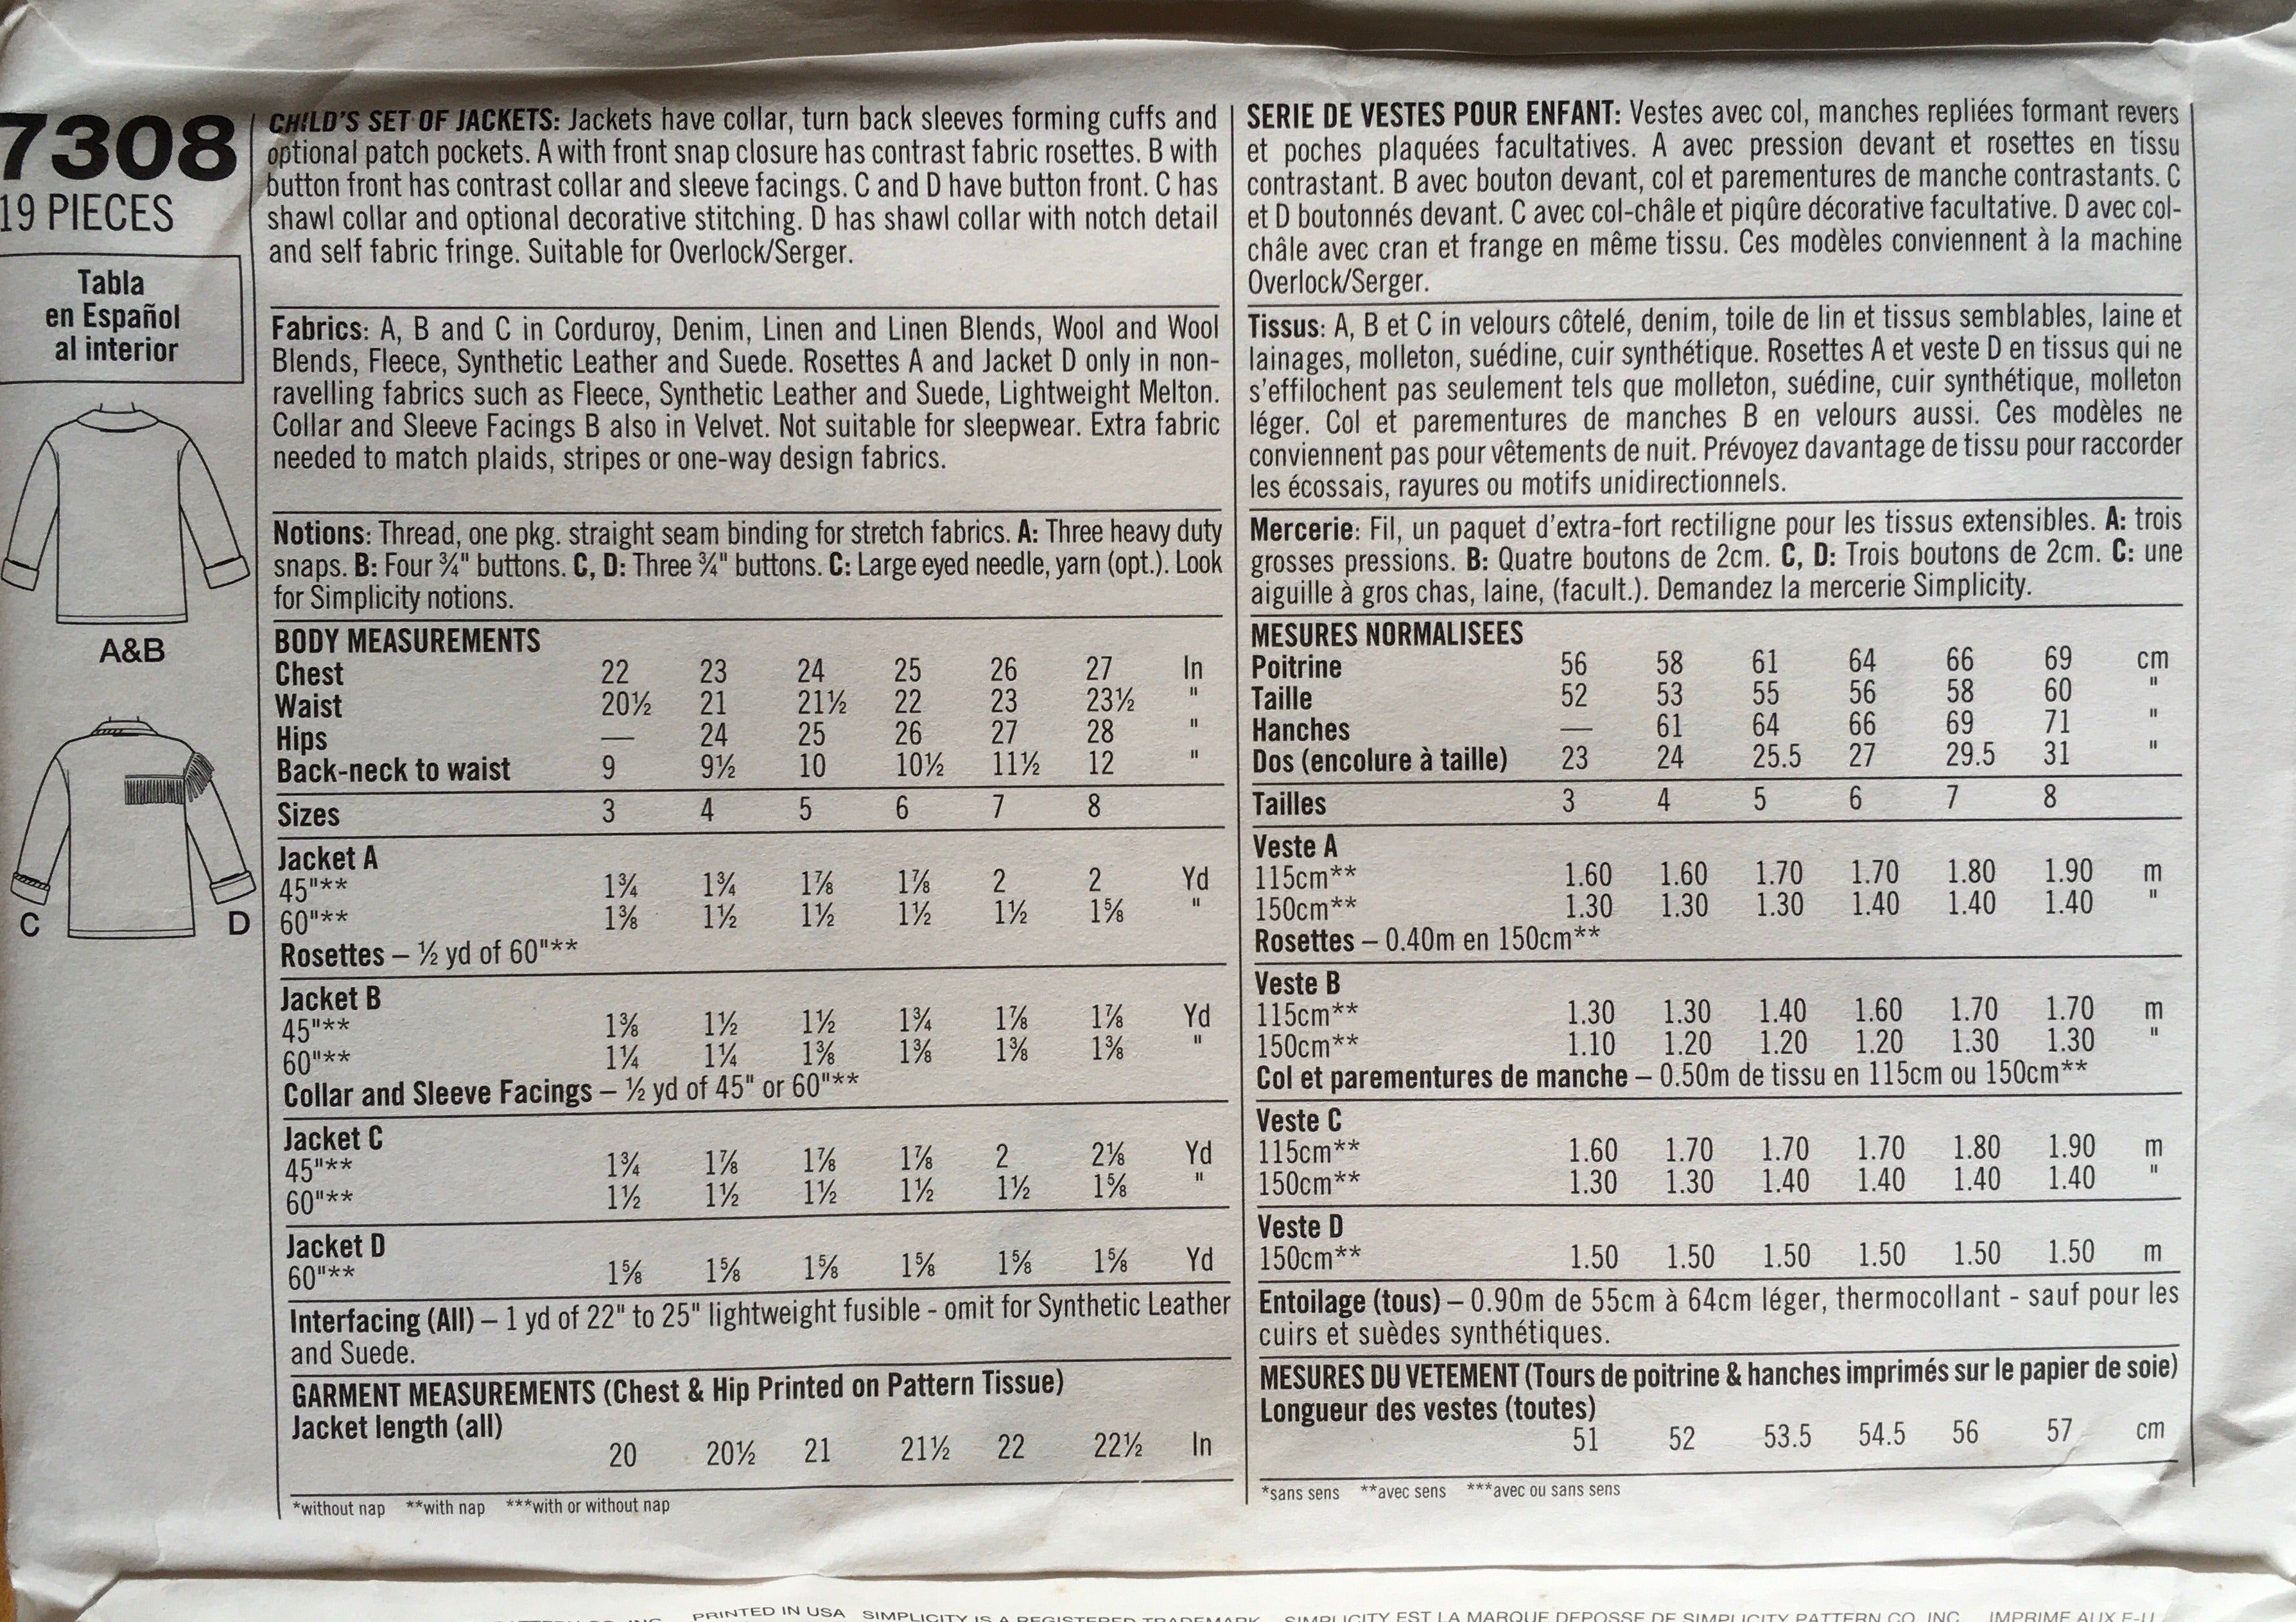 7308
19 PIECES
Tabla
en Español
al interior
A&B
C
D
CHILD'S SET OF JACKETS: Jackets have collar, turn back sleeves forming cuffs and
optional patch pockets. A with front snap closure has contrast fabric rosettes. B with
button front has contrast collar and sleeve facings. C and D have button front. C has
shawl collar and optional decorative stitching. D has shawl collar with notch detail
and self fabric fringe. Suitable for Overlock/Serger.
Fabrics: A, B and C in Corduroy, Denim, Linen and Linen Blends, Wool and Wool
Blends, Fleece, Synthetic Leather and Suede. Rosettes A and Jacket D only in non-
ravelling fabrics such as Fleece, Synthetic Leather and Suede, Lightweight Melton.
Collar and Sleeve Facings B also in Velvet. Not suitable for sleepwear. Extra fabric
needed to match plaids, stripes or one-way design fabrics.
Notions: Thread, one pkg. straight seam binding for stretch fabrics. A: Three heavy duty
snaps. B: Four ¾" buttons. C, D: Three ¾" buttons. C: Large eyed needle, yarn (opt.). Look
for Simplicity notions.
BODY MEASUREMENTS
Chest 22 23 24 25 26 27 In
Waist 20½ 21 21½ 22 23 23½ "
Hips — 24 25 26 27 28 "
Back-neck to waist 9 9½ 10 10½ 11½ 12 "
Sizes 3 4 5 6 7 8
Jacket A
45"** 1¾ 1¾ 1⅞ 1⅞ 2 2 Yd
60"** 1⅜ 1½ 1½ 1½ 1½ 1⅝ "
Rosettes – ½ yd of 60"**
Jacket B
45"** 1⅜ 1½ 1½ 1¾ 1⅞ 1⅞ Yd
60"** 1¼ 1¼ 1⅜ 1⅜ 1⅜ 1⅜ "
Collar and Sleeve Facings – ½ yd of 45" or 60"**
Jacket C
45"** 1¾ 1⅞ 1⅞ 1⅞ 2 2⅛ Yd
60"** 1½ 1½ 1½ 1½ 1½ 1⅝ "
Jacket D
60"** 1⅝ 1⅝ 1⅝ 1⅝ 1⅝ 1⅝ Yd
Interfacing (All) – 1 yd of 22" to 25" lightweight fusible - omit for Synthetic Leather
and Suede.
GARMENT MEASUREMENTS (Chest & Hip Printed on Pattern Tissue)
Jacket length (all)
20 20½ 21 21½ 22 22½ In
*without nap **with nap ***with or without nap
SERIE DE VESTES POUR ENFANT: Vestes avec col, manches repliées formant revers
et poches plaquées facultatives. A avec pression devant et rosettes en tissu
contrastant. B avec bouton devant, col et parementures de manche contrastants. C
et D boutonnés devant. C avec col-châle et piqûre décorative facultative. D avec col-
châle avec cran et frange en même tissu. Ces modèles conviennent à la machine
Overlock/Serger.
Tissus: A, B et C in velours côtelé, denim, toile de lin et tissus semblables, laine et
lainages, molleton, suédine, cuir synthétique. Rosettes A et veste D en tissus qui ne
s'effilochent pas seulement tels que molleton, suédine, cuir synthétique, molleton
léger. Col et parementures de manches B en velours aussi. Ces modèles ne
conviennent pas pour vêtements de nuit. Prévoyez davantage de tissu pour raccorder
les écossais, rayures ou motifs unidirectionnels.
Mercerie: Fil, un paquet d'extra-fort rectiligne pour les tissus extensibles. A: trois
grosses pressions. B: Quatre boutons de 2cm. C, D: Trois boutons de 2cm. C: une
aiguille à gros chas, laine, (facult.). Demandez la mercerie Simplicity.
MESURES NORMALISEES
Poitrine 56 58 61 64 66 69 cm
Taille 52 53 55 56 58 60 "
Hanches — 61 64 66 69 71 "
Dos (encolure à taille) 23 24 25.5 27 29.5 31 "
Tailles 3 4 5 6 7 8
Veste A
115cm** 1.60 1.60 1.70 1.70 1.80 1.90 m
150cm** 1.30 1.30 1.30 1.40 1.40 1.40 "
Rosettes – 0.40m en 150cm**
Veste B
115cm** 1.30 1.30 1.40 1.60 1.70 1.70 m
150cm** 1.10 1.20 1.20 1.20 1.30 1.30 "
Col et parementures de manche – 0.50m de tissu en 115cm ou 150cm**
Veste C
115cm** 1.60 1.70 1.70 1.70 1.80 1.90 m
150cm** 1.30 1.30 1.40 1.40 1.40 1.40 "
Veste D
150cm** 1.50 1.50 1.50 1.50 1.50 1.50 m
Entoilage (tous) – 0.90m de 55cm à 64cm léger, thermocollant - sauf pour les
cuirs et suèdes synthétiques.
MESURES DU VETEMENT (Tours de poitrine & hanches imprimés sur le papier de soie)
Longueur des vestes (toutes)
51 52 53.5 54.5 56 57 cm
*sans sens **avec sens ***avec ou sans sens
PRINTED IN USA SIMPLICITY IS A REGISTERED TRADEMARK SIMPLICITY EST LA MARQUE DEPOSSE DE SIMPLICITY PATTERN CO. INC. IMPRIME AUX E-U